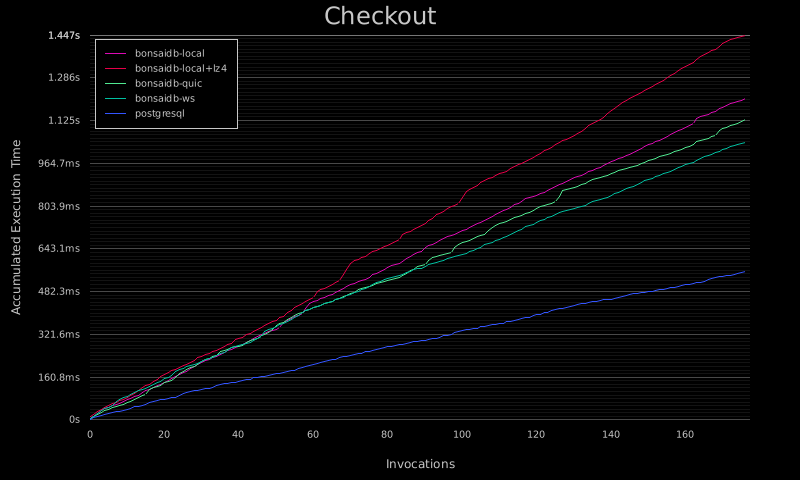 Checkout
1.447s
1.286s
1.125s
964.7ms
803.9ms
643.1ms
482.3ms
321.6ms
160.8ms
0s
Accumulated Execution Time
bonsaidb-local
bonsaidb-local+lz4
bonsaidb-quic
bonsaidb-ws
postgresql
0 20 40 60 80 100 120 140 160
Invocations